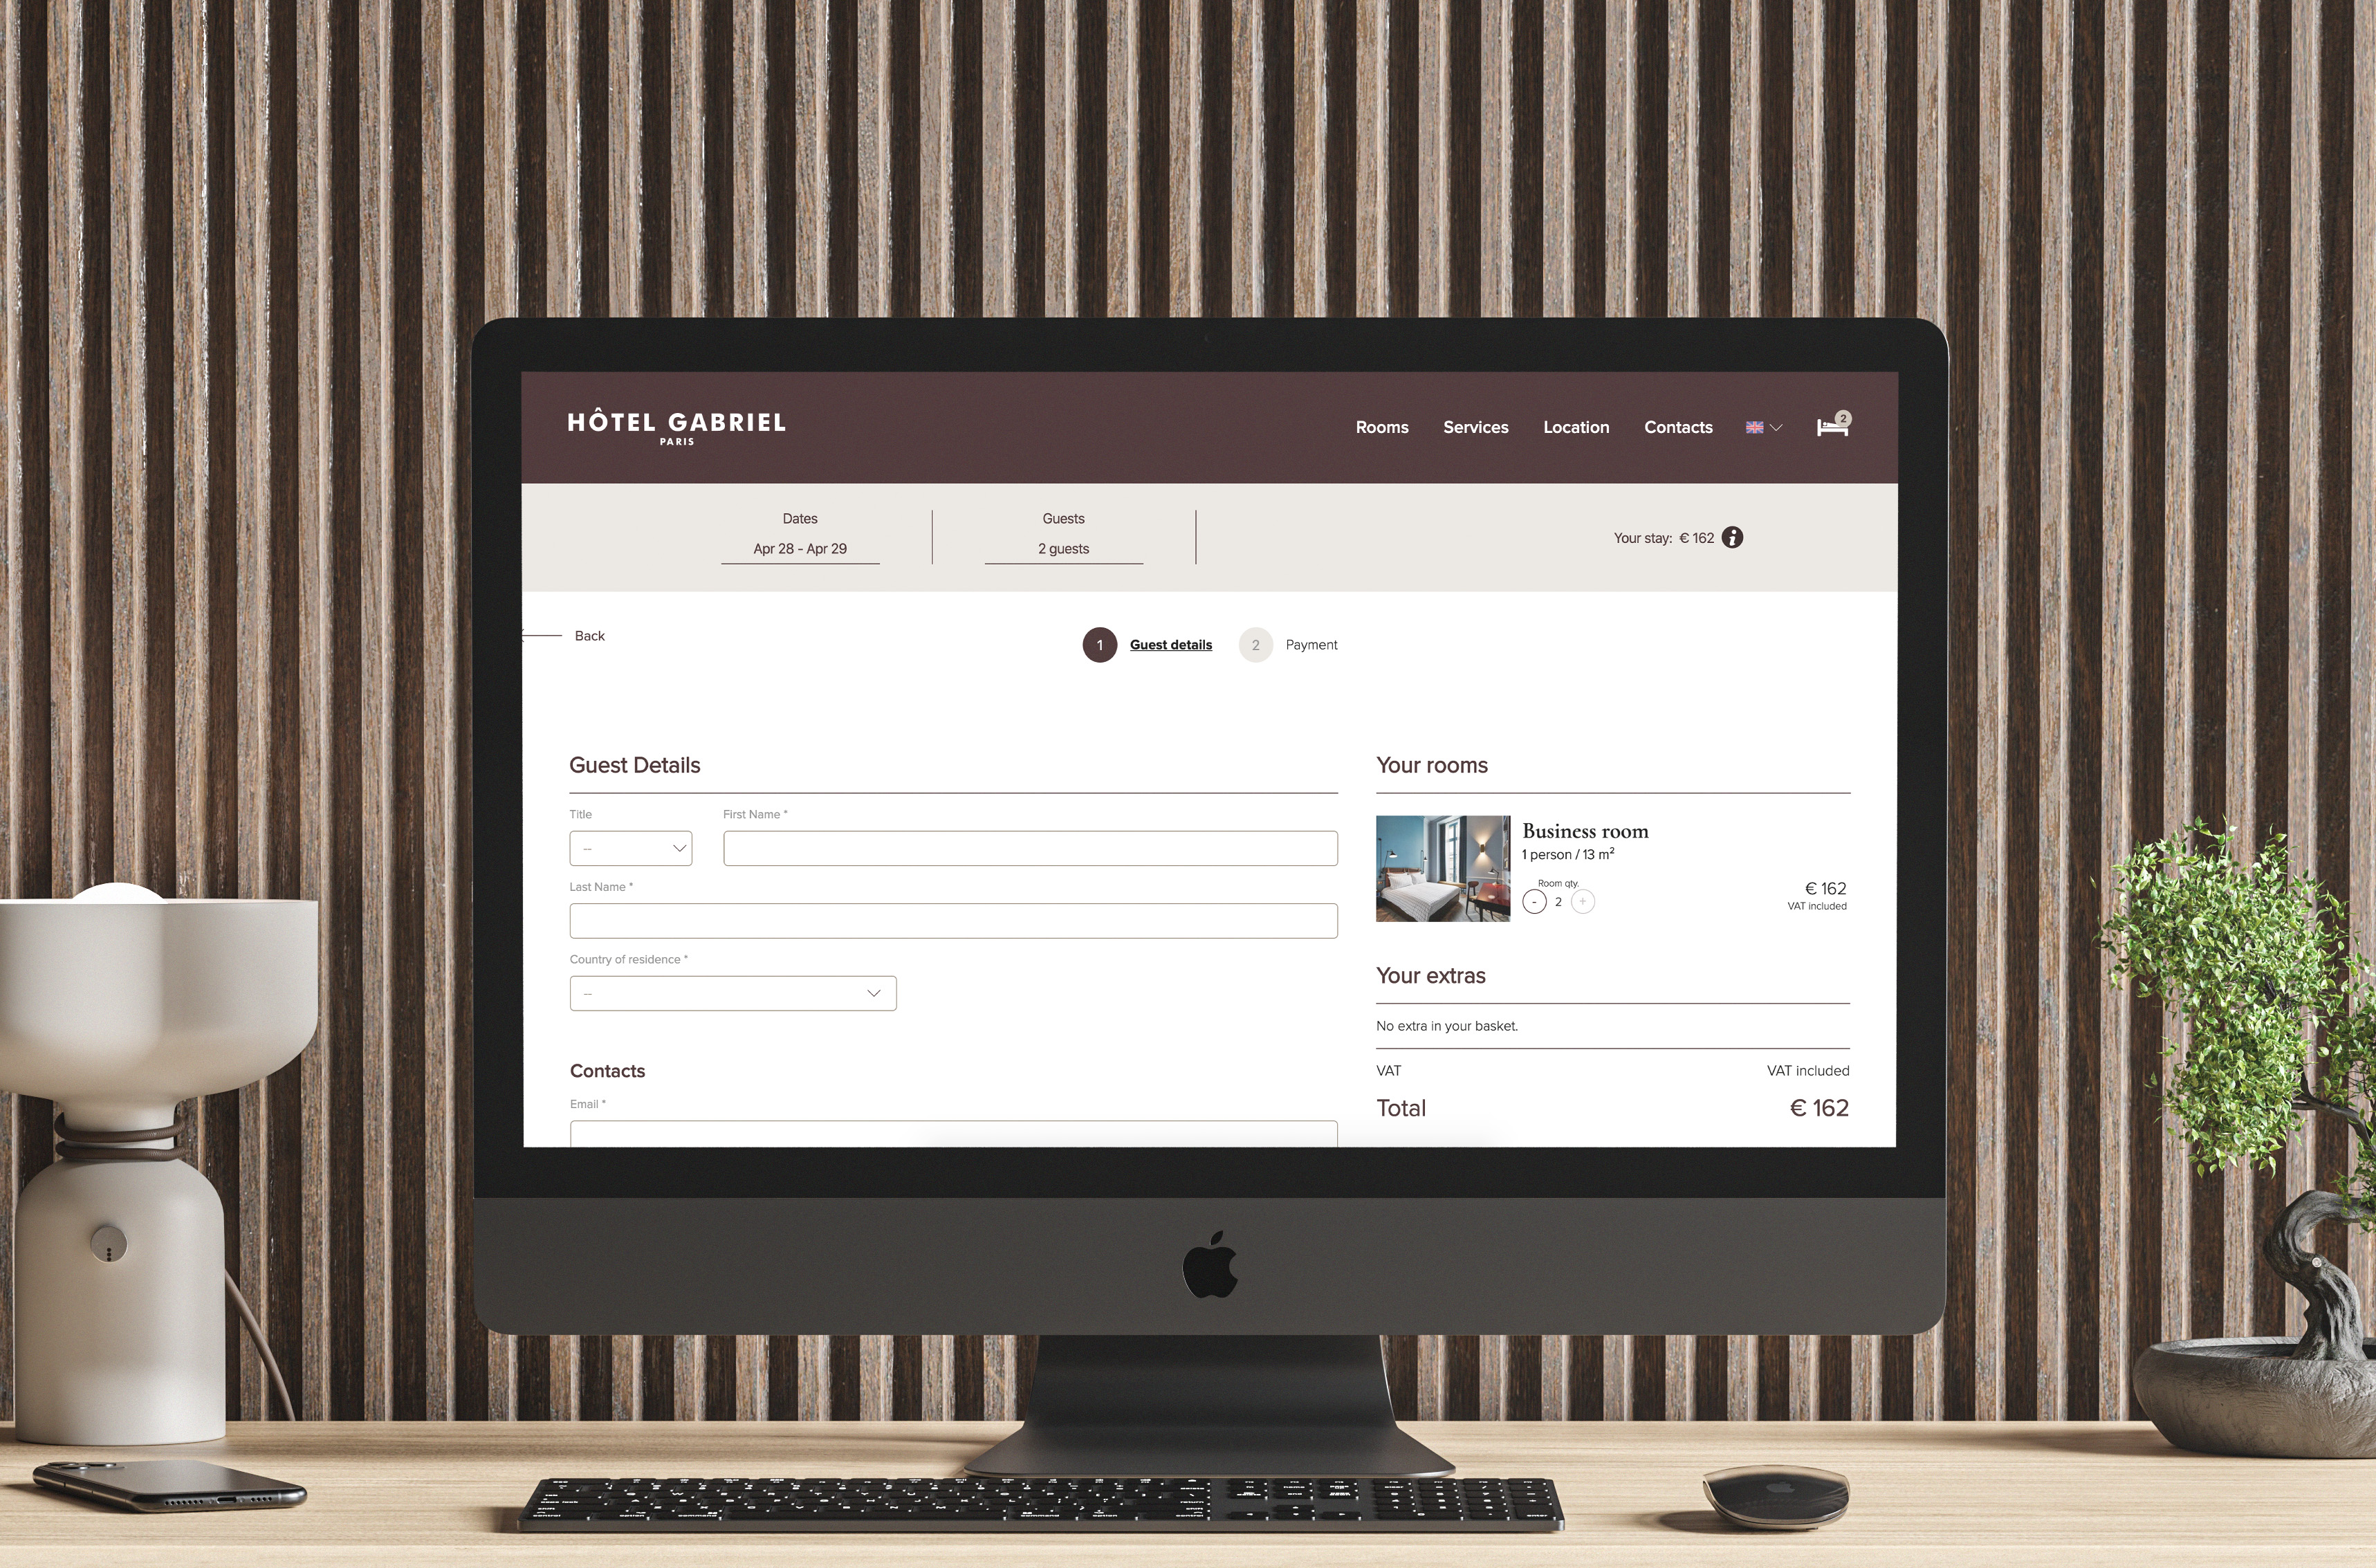 HÔTEL GABRIEL
PARIS
Rooms Services Location Contacts 2
Dates
Apr 28 - Apr 29
Guests
2 guests
Your stay: € 162 i
Back
1 Guest details 2 Payment
Guest Details
Title
--
First Name *
Last Name *
Country of residence *
--
Contacts
Email *
Your rooms
Business room
1 person / 13 m²
Room qty.
- 2 +
€ 162
VAT included
Your extras
No extra in your basket.
VAT VAT included
Total € 162